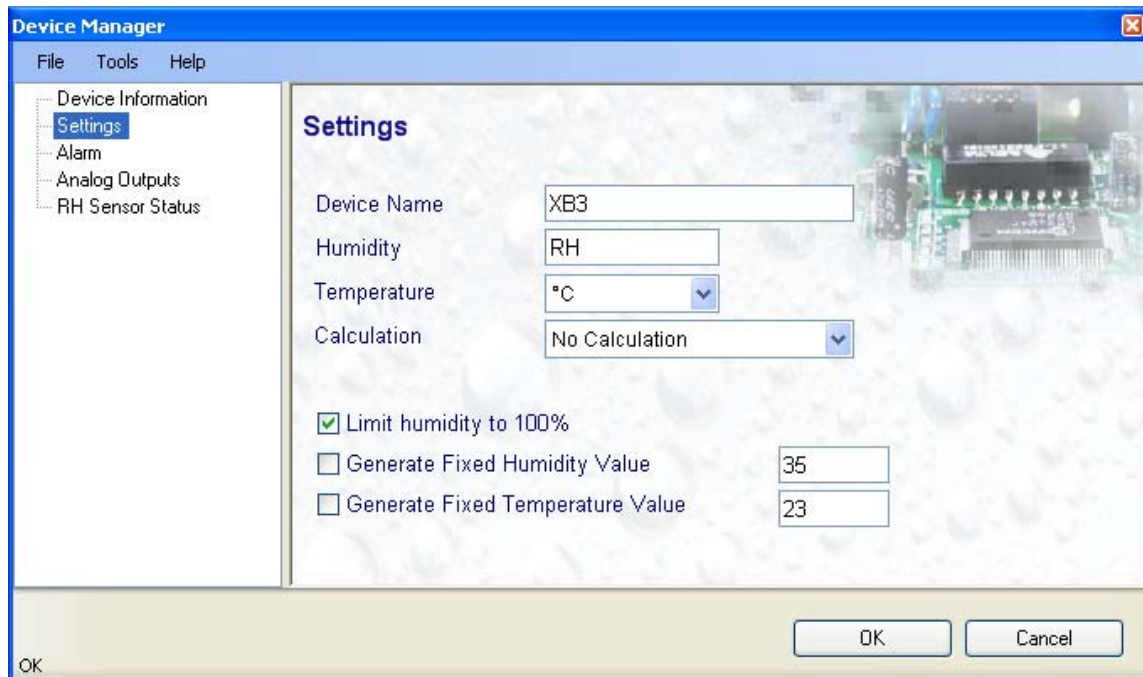 Device Manager
File Tools Help
Device Information
Settings
Alarm
Analog Outputs
RH Sensor Status
Settings
Device Name XB3
Humidity RH
Temperature °C
Calculation No Calculation
Limit humidity to 100%
Generate Fixed Humidity Value 35
Generate Fixed Temperature Value 23
OK Cancel
OK